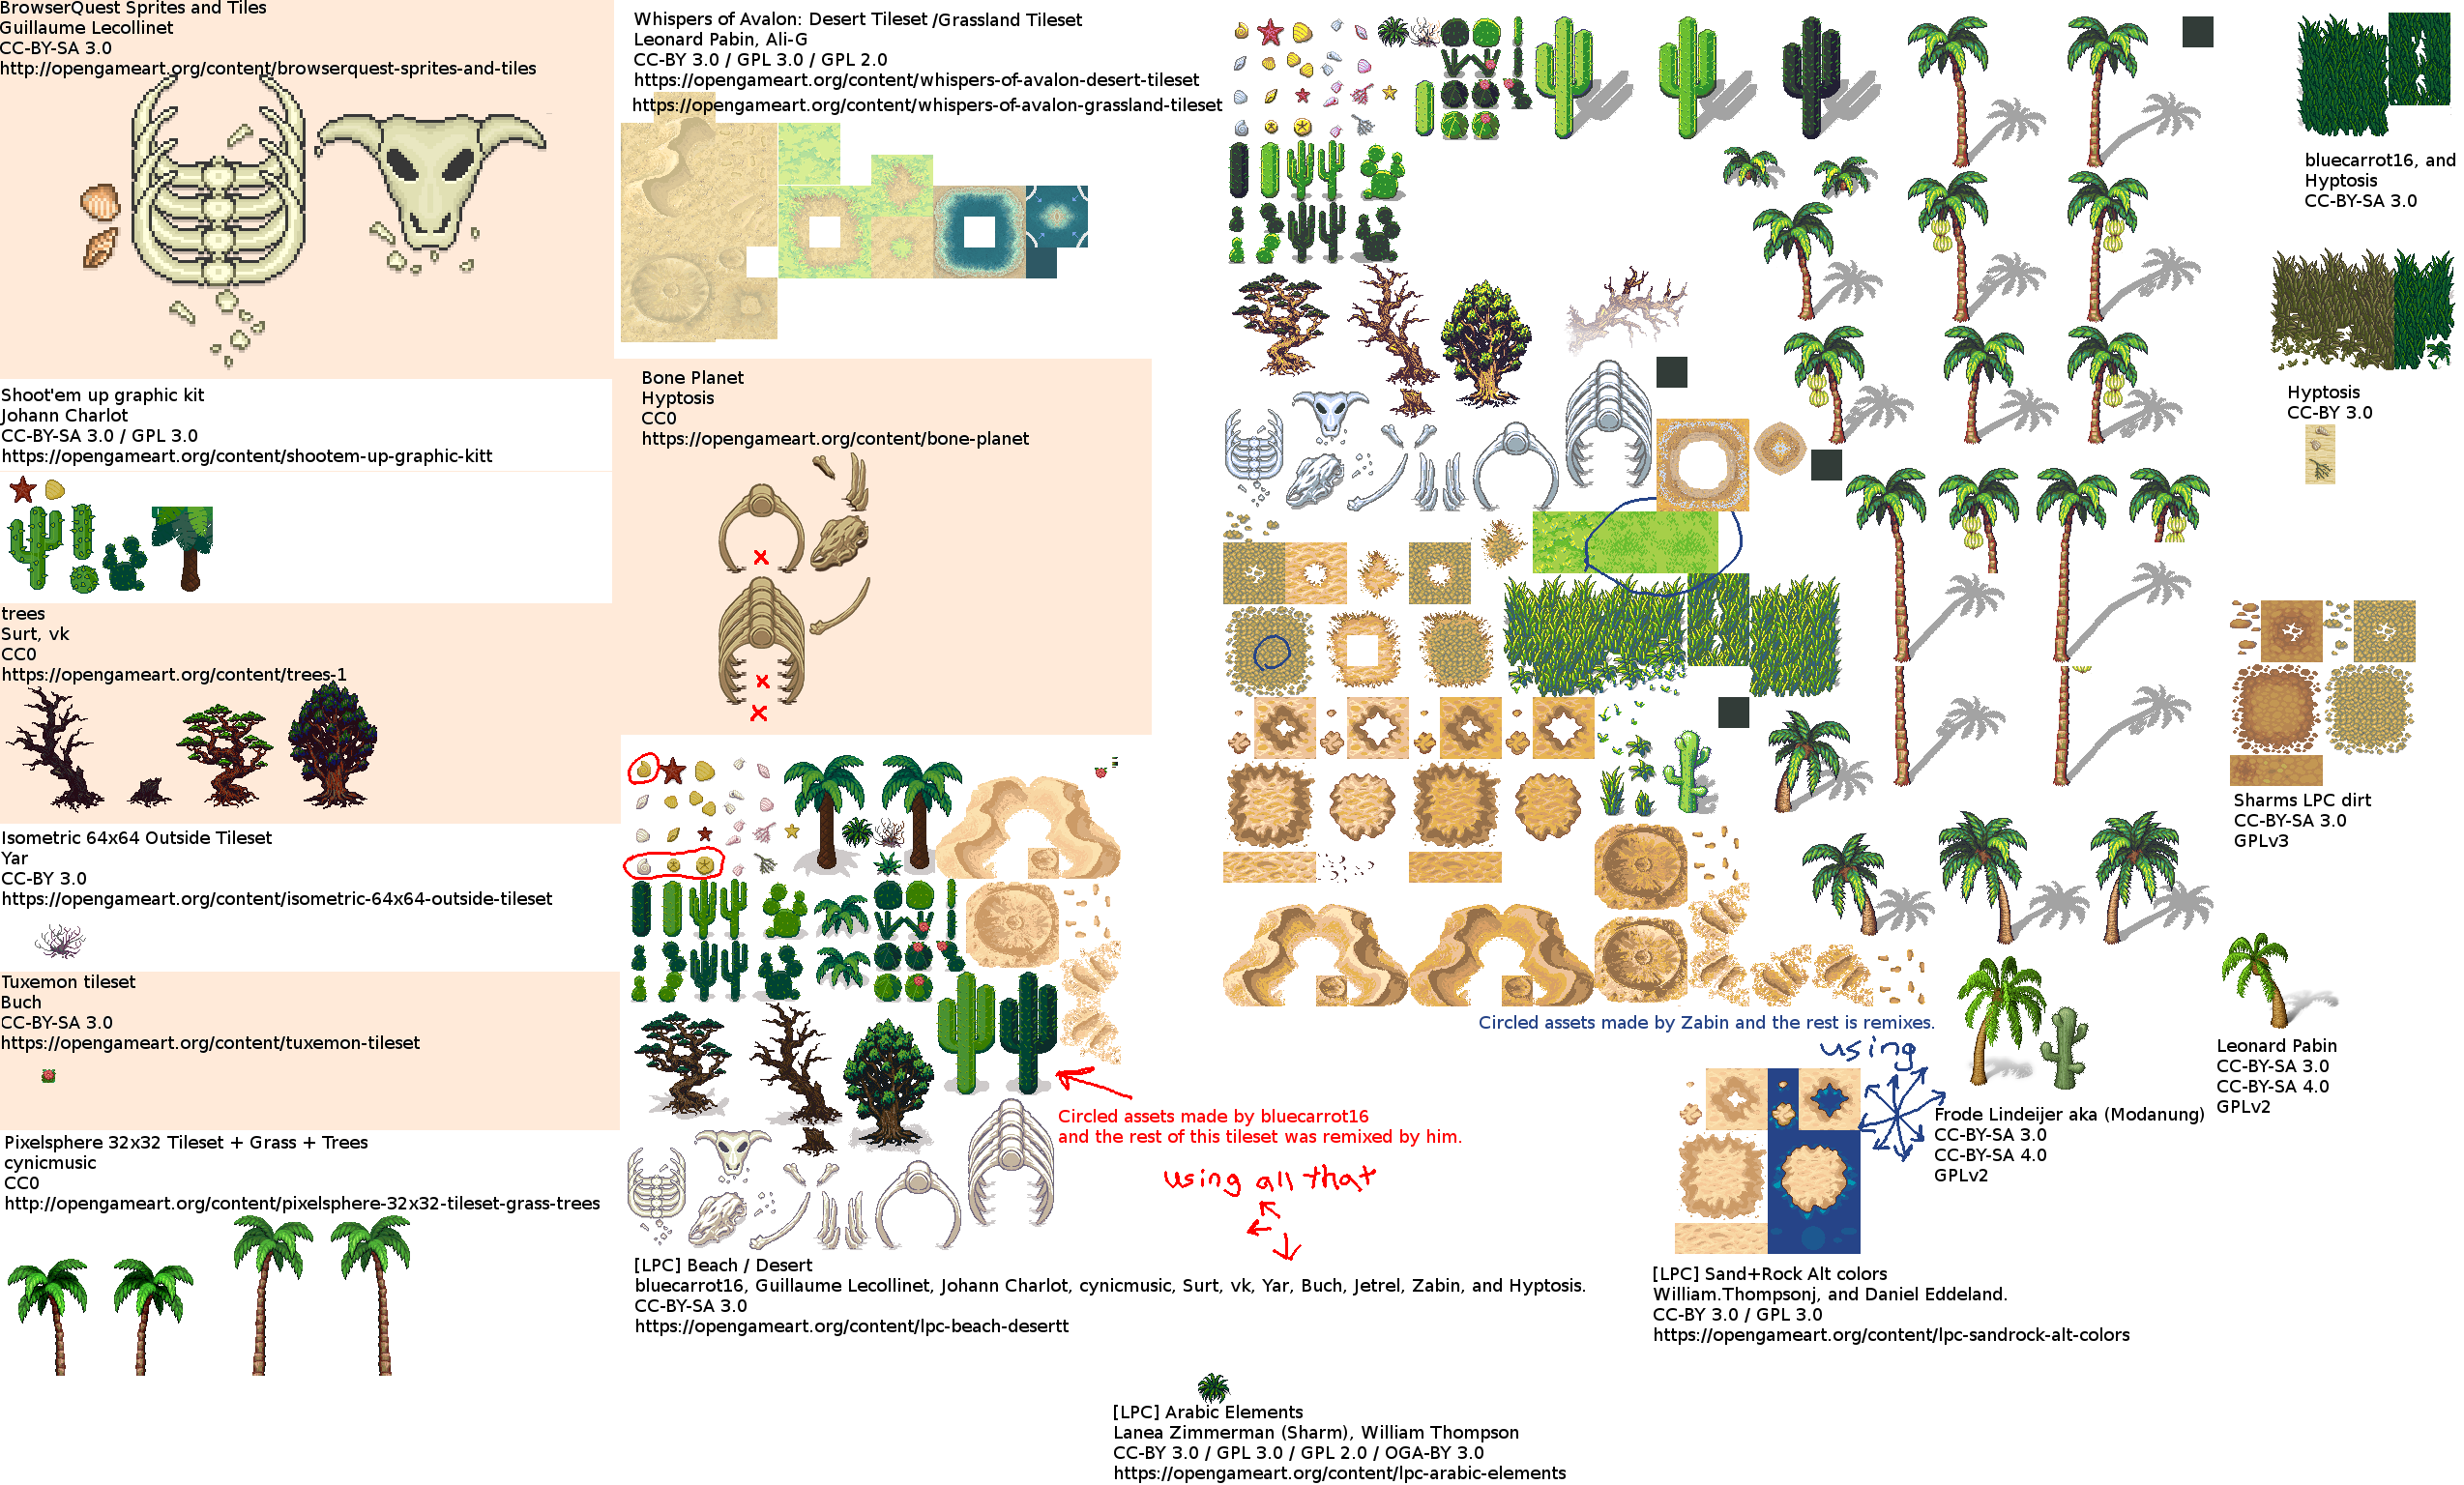 BrowserQuest Sprites and Tiles
Guillaume Lecollinet
CC-BY-SA 3.0
http://opengameart.org/content/browserquest-sprites-and-tiles
Shoot'em up graphic kit
Johann Charlot
CC-BY-SA 3.0 / GPL 3.0
https://opengameart.org/content/shootem-up-graphic-kitt
trees
Surt, vk
CC0
https://opengameart.org/content/trees-1
Isometric 64x64 Outside Tileset
Yar
CC-BY 3.0
https://opengameart.org/content/isometric-64x64-outside-tileset
Tuxemon tileset
Buch
CC-BY-SA 3.0
https://opengameart.org/content/tuxemon-tileset
Pixelsphere 32x32 Tileset + Grass + Trees
cynicmusic
CC0
http://opengameart.org/content/pixelsphere-32x32-tileset-grass-trees
Whispers of Avalon: Desert Tileset /Grassland Tileset
Leonard Pabin, Ali-G
CC-BY 3.0 / GPL 3.0 / GPL 2.0
https://opengameart.org/content/whispers-of-avalon-desert-tileset
https://opengameart.org/content/whispers-of-avalon-grassland-tileset
Bone Planet
Hyptosis
CC0
https://opengameart.org/content/bone-planet
Circled assets made by bluecarrot16
and the rest of this tileset was remixed by him.
using all that
[LPC] Beach / Desert
bluecarrot16, Guillaume Lecollinet, Johann Charlot, cynicmusic, Surt, vk, Yar, Buch, Jetrel, Zabin, and Hyptosis.
CC-BY-SA 3.0
https://opengameart.org/content/lpc-beach-desertt
[LPC] Arabic Elements
Lanea Zimmerman (Sharm), William Thompson
CC-BY 3.0 / GPL 3.0 / GPL 2.0 / OGA-BY 3.0
https://opengameart.org/content/lpc-arabic-elements
Circled assets made by Zabin and the rest is remixes.
using
[LPC] Sand+Rock Alt colors
William.Thompsonj, and Daniel Eddeland.
CC-BY 3.0 / GPL 3.0
https://opengameart.org/content/lpc-sandrock-alt-colors
Frode Lindeijer aka (Modanung)
CC-BY-SA 3.0
CC-BY-SA 4.0
GPLv2
Leonard Pabin
CC-BY-SA 3.0
CC-BY-SA 4.0
GPLv2
bluecarrot16, and
Hyptosis
CC-BY-SA 3.0
Hyptosis
CC-BY 3.0
Sharms LPC dirt
CC-BY-SA 3.0
GPLv3